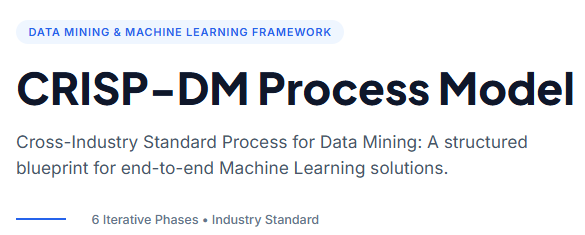 DATA MINING & MACHINE LEARNING FRAMEWORK
CRISP-DM Process Model
Cross-Industry Standard Process for Data Mining: A structured
blueprint for end-to-end Machine Learning solutions.
6 Iterative Phases • Industry Standard